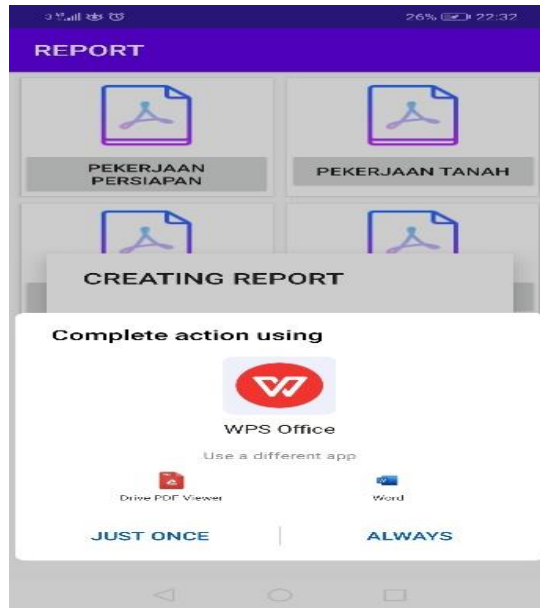 26% 22:32
REPORT
PEKERJAAN
PERSIAPAN
PEKERJAAN TANAH
CREATING REPORT
Complete action using
WPS Office
Use a different app
Drive PDF Viewer
Word
JUST ONCE
ALWAYS